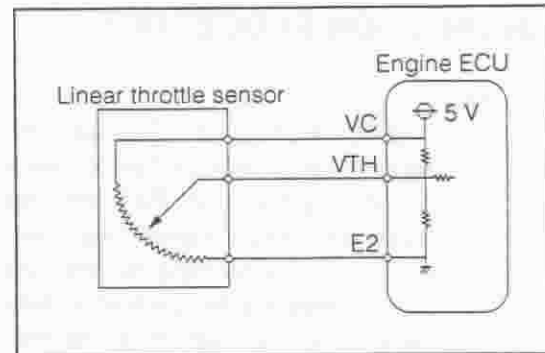 Engine ECU
Linear throttle sensor
5 V
VC
VTH
E2